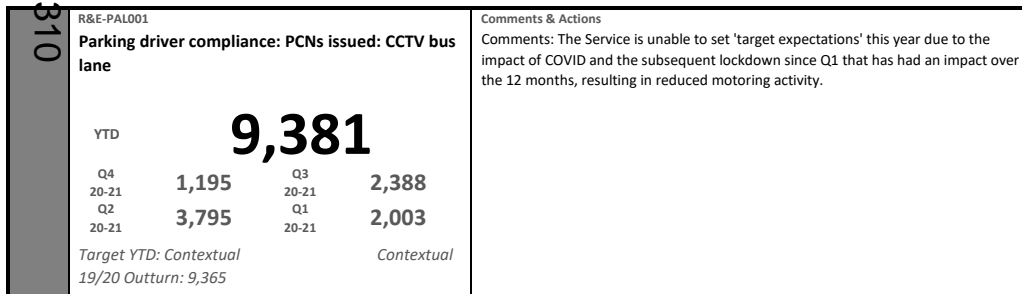 310
R&E-PAL001
Parking driver compliance: PCNs issued: CCTV bus
lane
YTD 9,381
Q4 20-21 1,195 Q3 20-21 2,388
Q2 20-21 3,795 Q1 20-21 2,003
Target YTD: Contextual Contextual
19/20 Outturn: 9,365
Comments & Actions
Comments: The Service is unable to set 'target expectations' this year due to the
impact of COVID and the subsequent lockdown since Q1 that has had an impact over
the 12 months, resulting in reduced motoring activity.